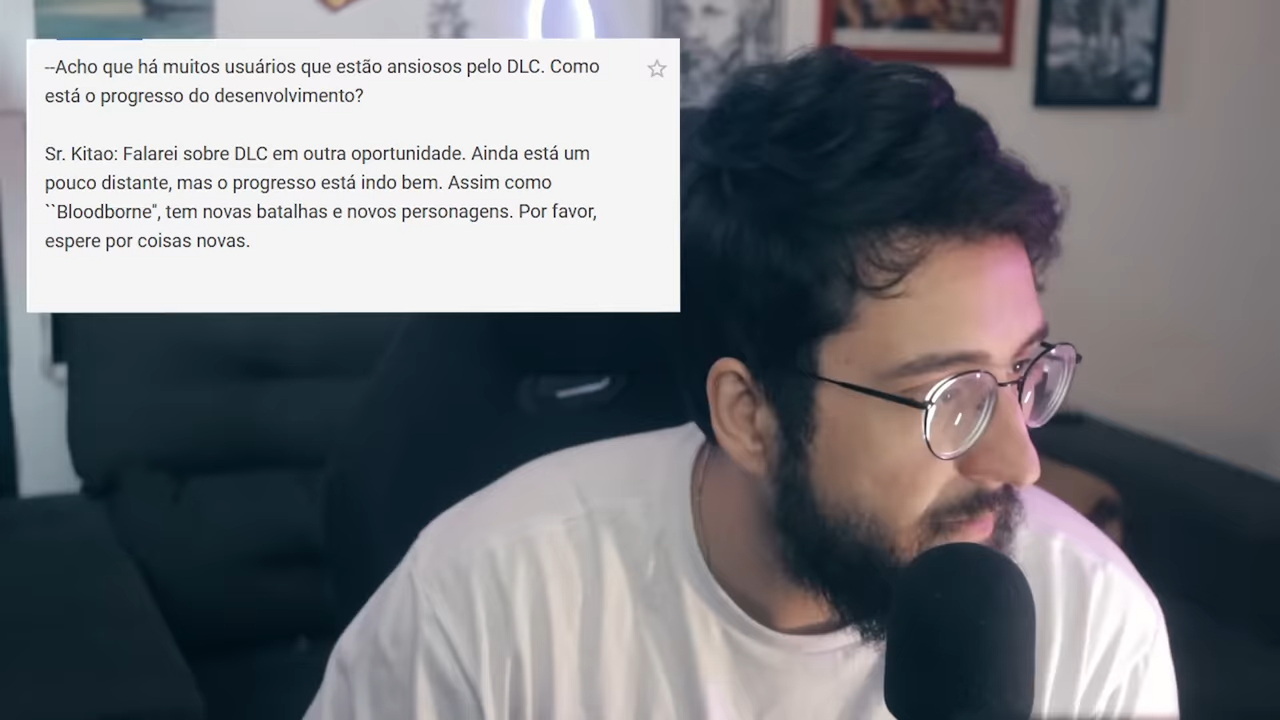 --Acho que há muitos usuários que estão ansiosos pelo DLC. Como
está o progresso do desenvolvimento?
Sr. Kitao: Falarei sobre DLC em outra oportunidade. Ainda está um
pouco distante, mas o progresso está indo bem. Assim como
``Bloodborne'', tem novas batalhas e novos personagens. Por favor,
espere por coisas novas.